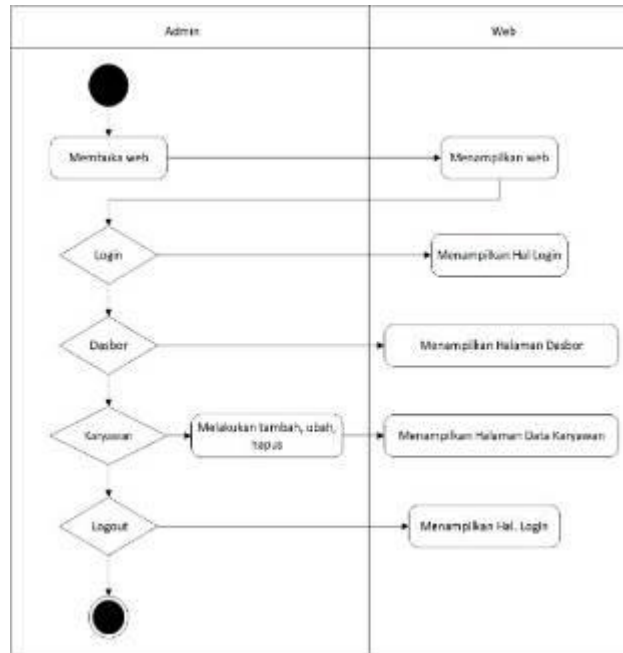 Admin
Web
Membuka web
Menampilkan web
Login
Menampilkan Hal Login
Dasbor
Menampilkan Halaman Dasbor
Karyawan
Melakukan tambah, ubah,
hapus
Menampilkan Halaman Data Karyawan
Logout
Menampilkan Hal. Login